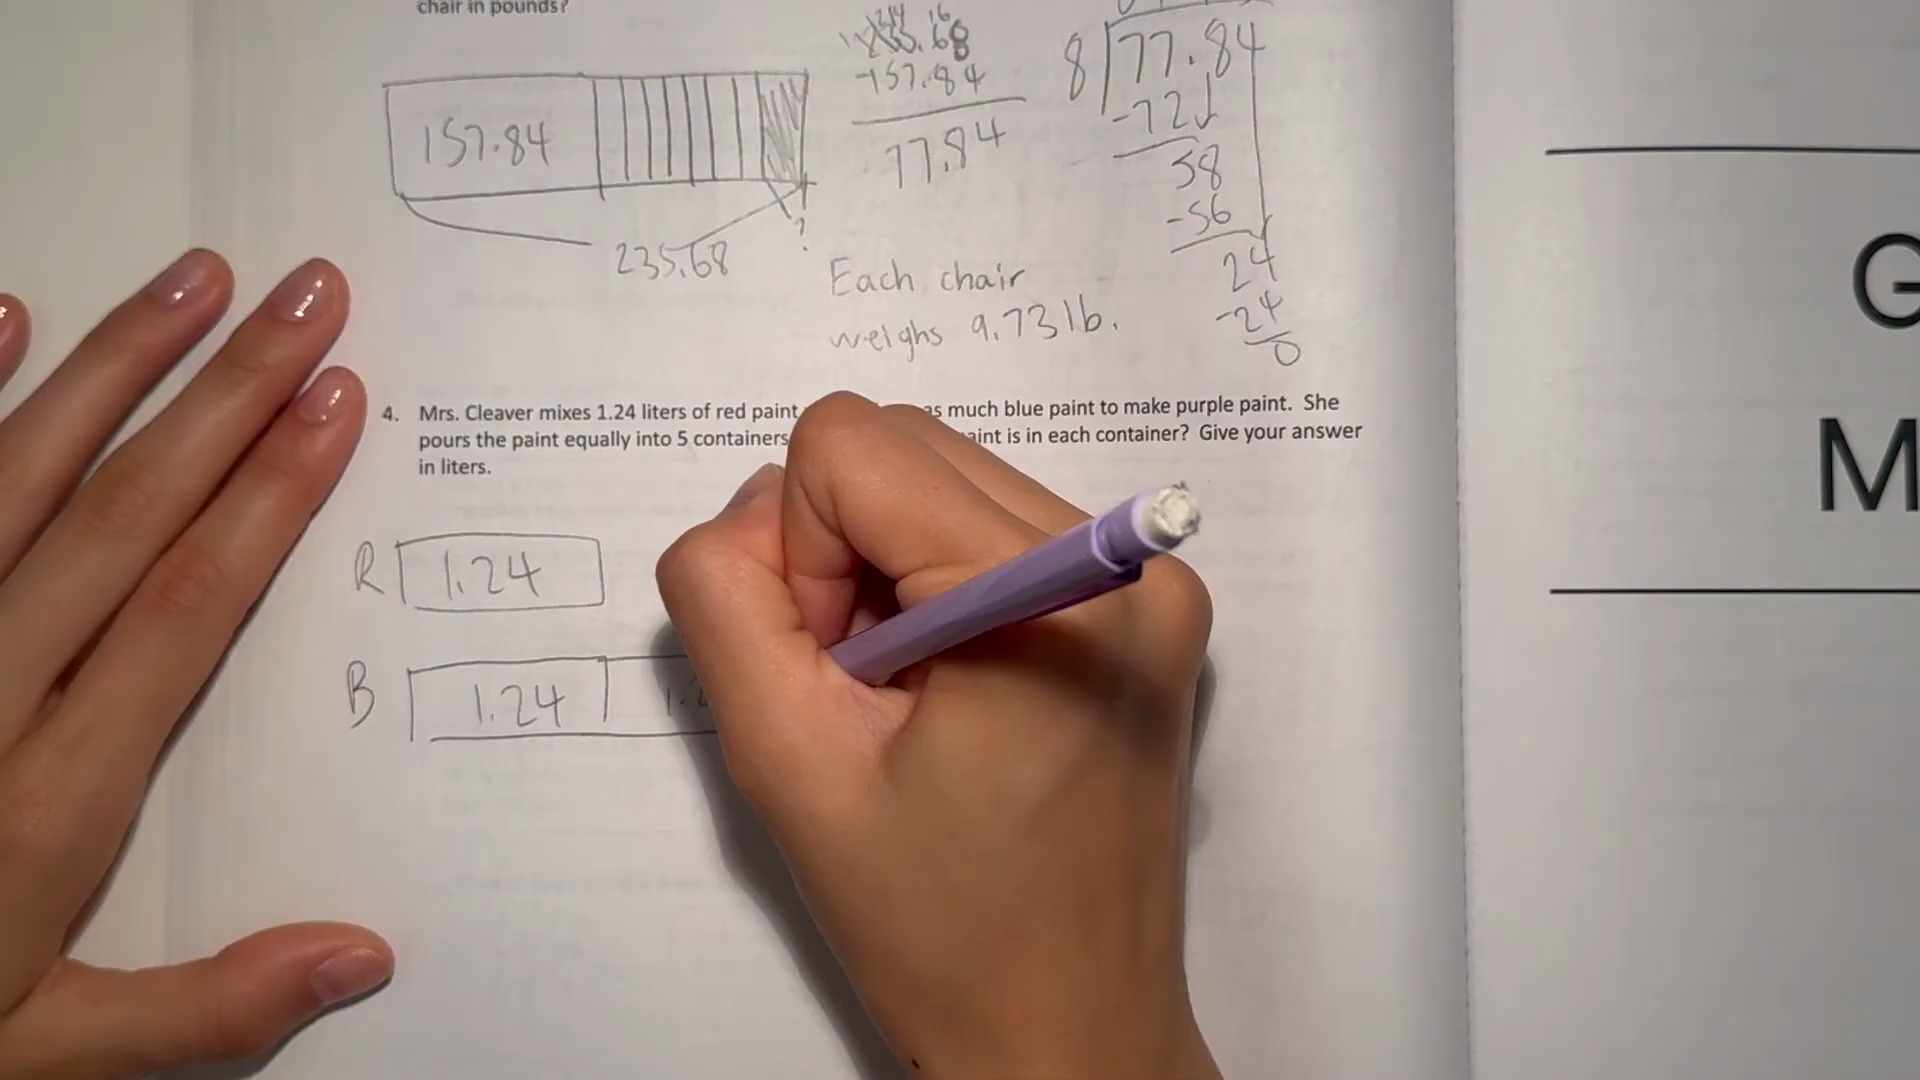 chair in pounds?
157.84
235.68
?
235.68
-157.84
77.84
8 77.84
-72
58
-56
24
-24
0
Each chair
weighs 9.73 lb.
4. Mrs. Cleaver mixes 1.24 liters of red paint as much blue paint to make purple paint. She
pours the paint equally into 5 containers is in each container? Give your answer
in liters.
R 1.24
B 1.24
G
M